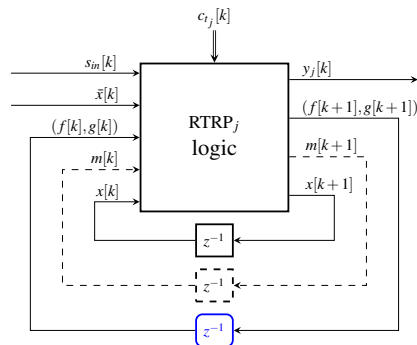 c_{t_j}[k]
s_{in}[k]
y_j[k]
x̄[k]
(f[k], g[k])
(f[k+1], g[k+1])
RTRP_j
logic
m[k]
m[k+1]
x[k]
x[k+1]
z^{-1}
z^{-1}
z^{-1}